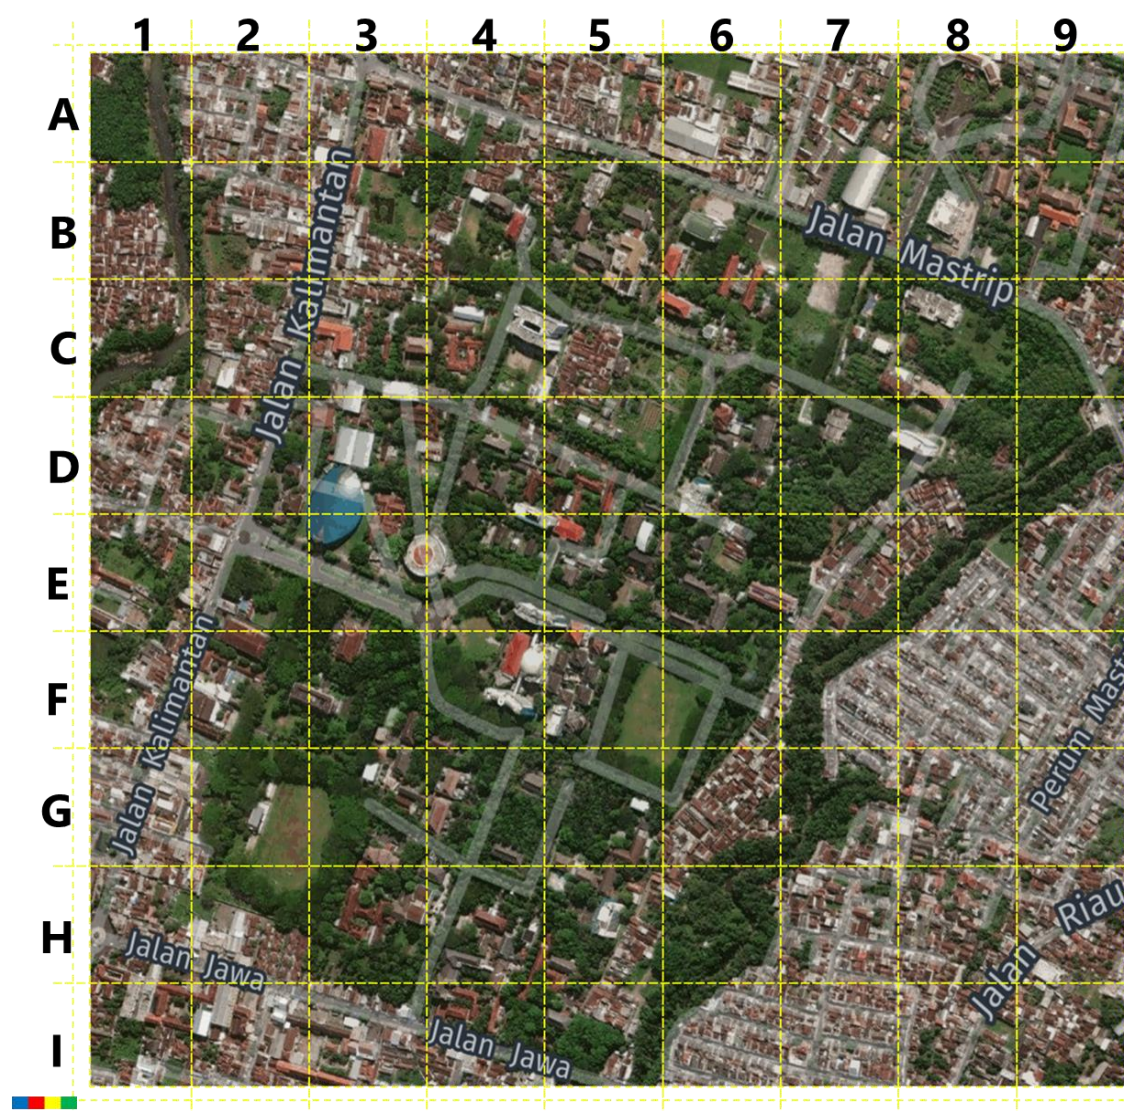 1 2 3 4 5 6 7 8 9
A
Jalan Kalimantan
B
Jalan Mastrip
C
D
E
Jalan Kalimantan
F
Perum Mast
G
H
Jalan Jawa
Jalan Riau
I
Jalan Jawa